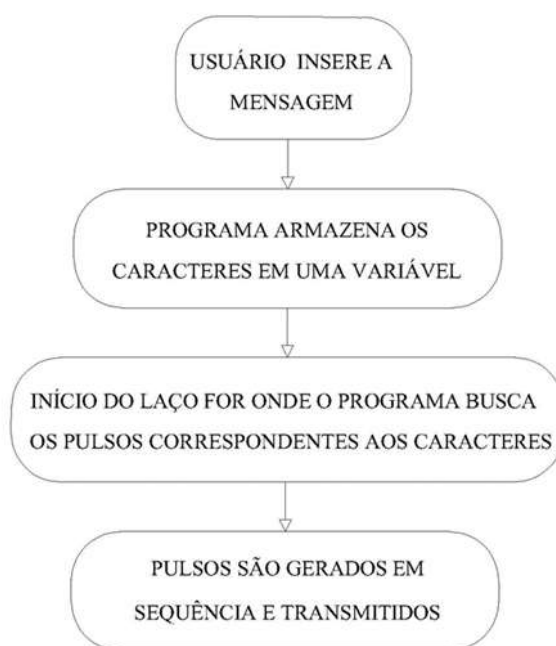 USUÁRIO INSERE A
MENSAGEM
PROGRAMA ARMAZENA OS
CARACTERES EM UMA VARIÁVEL
INÍCIO DO LAÇO FOR ONDE O PROGRAMA BUSCA
OS PULSOS CORRESPONDENTES AOS CARACTERES
PULSOS SÃO GERADOS EM
SEQUÊNCIA E TRANSMITIDOS